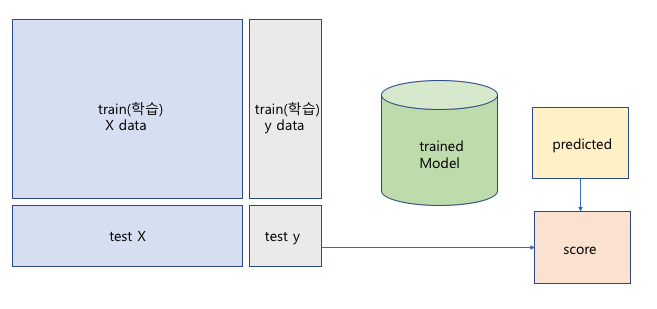 train(학습)
X data
train(학습)
y data
trained
Model
predicted
test X
test y
score